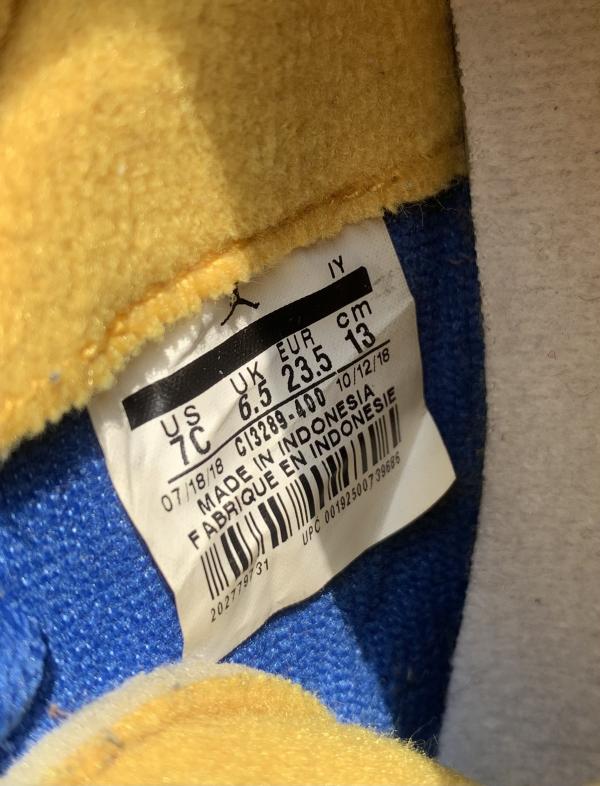 IY
US UK EUR cm
7C 6.5 23.5 13
07/18/18 CI3289-400 10/12/18
MADE IN INDONESIA
FABRIQUE EN INDONESIE
UPC 00192500739686